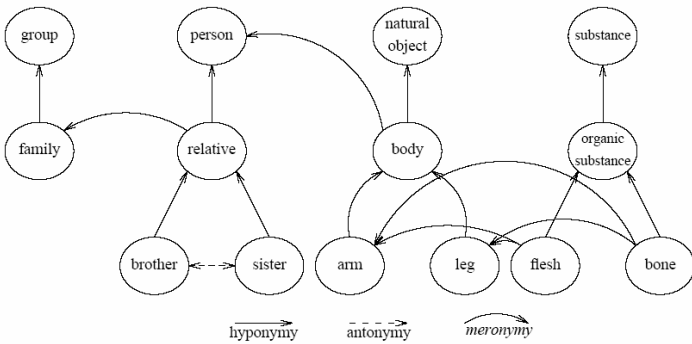 group
person
natural
object
substance
family
relative
body
organic
substance
brother
sister
arm
leg
flesh
bone
hyponymy
antonymy
meronymy